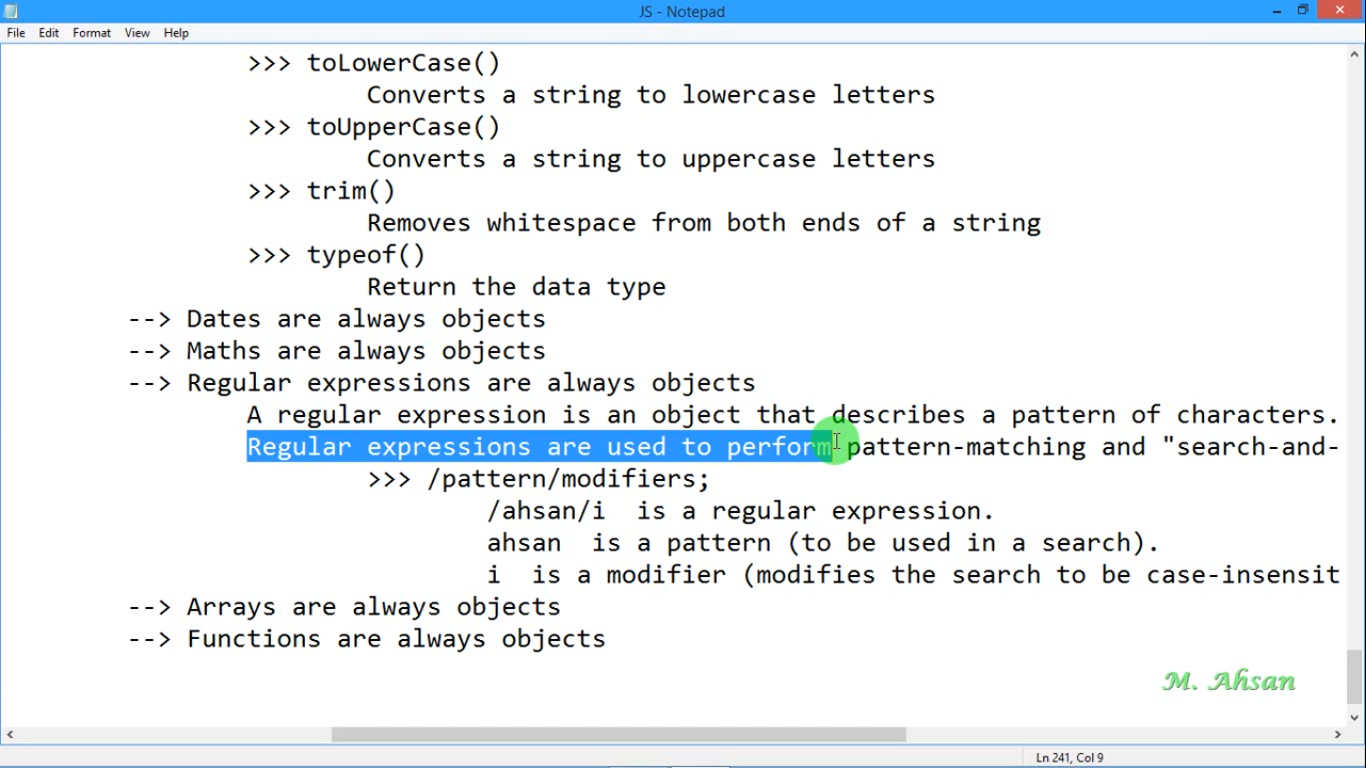 JS - Notepad
File Edit Format View Help
>>> toLowerCase()
Converts a string to lowercase letters
>>> toUpperCase()
Converts a string to uppercase letters
>>> trim()
Removes whitespace from both ends of a string
>>> typeof()
Return the data type
--> Dates are always objects
--> Maths are always objects
--> Regular expressions are always objects
A regular expression is an object that describes a pattern of characters.
Regular expressions are used to perform pattern-matching and "search-and-
>>> /pattern/modifiers;
/ahsan/i is a regular expression.
ahsan is a pattern (to be used in a search).
i is a modifier (modifies the search to be case-insensit
--> Arrays are always objects
--> Functions are always objects
M. Ahsan
Ln 241, Col 9